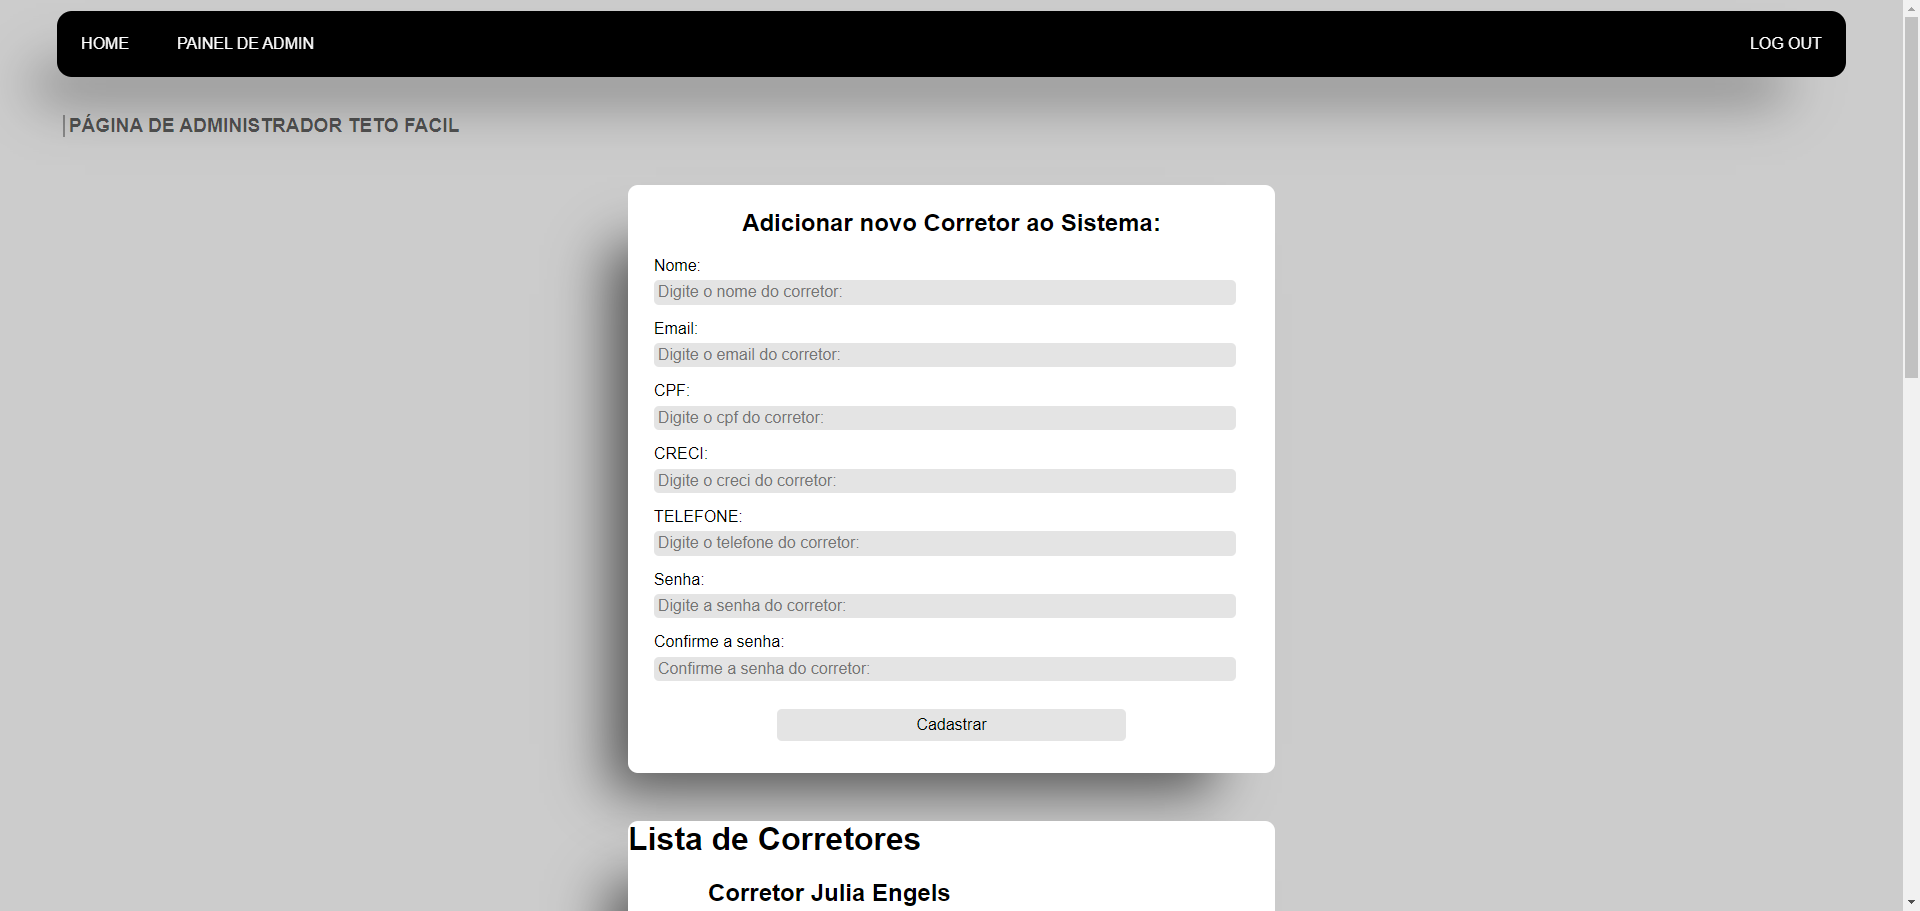 HOME PAINEL DE ADMIN LOG OUT
PÁGINA DE ADMINISTRADOR TETO FACIL
Adicionar novo Corretor ao Sistema:
Nome:
Digite o nome do corretor:
Email:
Digite o email do corretor:
CPF:
Digite o cpf do corretor:
CRECI:
Digite o creci do corretor:
TELEFONE:
Digite o telefone do corretor:
Senha:
Digite a senha do corretor:
Confirme a senha:
Confirme a senha do corretor:
Cadastrar
Lista de Corretores
Corretor Julia Engels